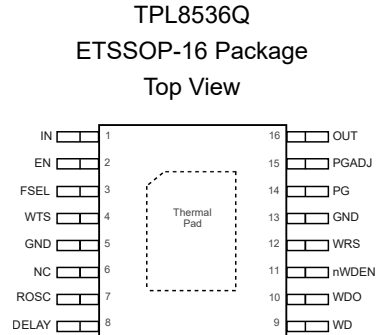 TPL8536Q
ETSSOP-16 Package
Top View
IN 1 16 OUT
EN 2 15 PGADJ
FSEL 3 14 PG
WTS 4 Thermal Pad 13 GND
GND 5 12 WRS
NC 6 11 nWDEN
ROSC 7 10 WDO
DELAY 8 9 WD